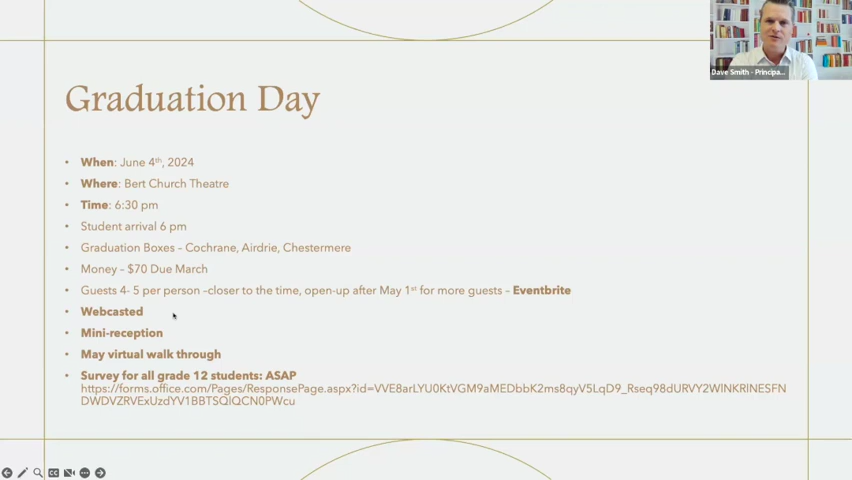 Dave Smith - Principa...
Graduation Day
• When: June 4th, 2024
• Where: Bert Church Theatre
• Time: 6:30 pm
• Student arrival 6 pm
• Graduation Boxes – Cochrane, Airdrie, Chestermere
• Money – $70 Due March
• Guests 4- 5 per person –closer to the time, open-up after May 1st for more guests – Eventbrite
• Webcasted
• Mini-reception
• May virtual walk through
• Survey for all grade 12 students: ASAP
https://forms.office.com/Pages/ResponsePage.aspx?id=VVE8arLYU0KtVGM9aMEDbbK2ms8qyV5LqD9_Rseq98dURVY2WlNKRlNESFN
DWDVZRVExUzdYV1BBTSQlQCN0PWcu